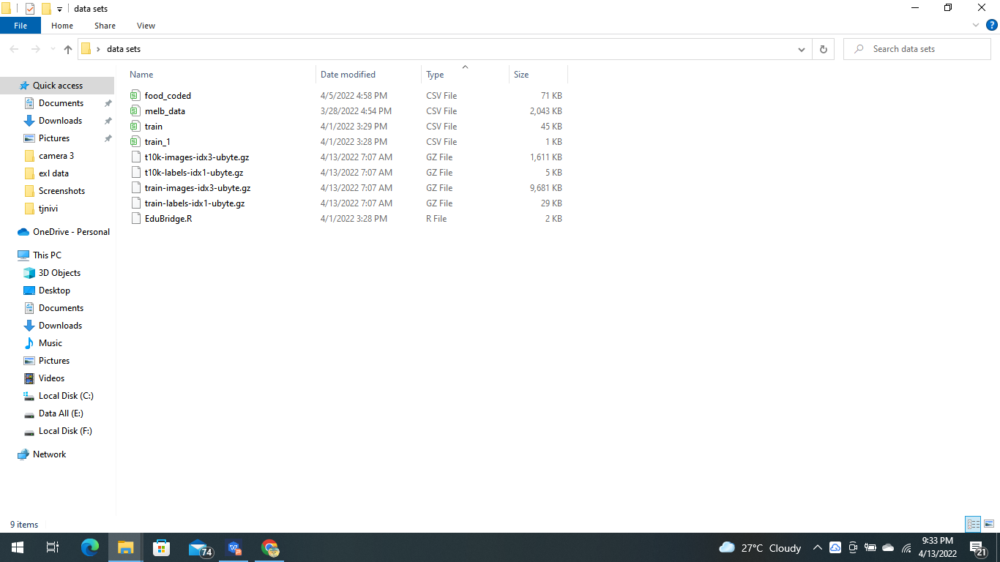 data sets
File Home Share View
data sets
Search data sets
Name Date modified Type Size
food_coded 4/5/2022 4:58 PM CSV File 71 KB
melb_data 3/28/2022 4:54 PM CSV File 2,043 KB
train 4/1/2022 3:29 PM CSV File 45 KB
train_1 4/1/2022 3:28 PM CSV File 1 KB
t10k-images-idx3-ubyte.gz 4/13/2022 7:07 AM GZ File 1,611 KB
t10k-labels-idx1-ubyte.gz 4/13/2022 7:07 AM GZ File 5 KB
train-images-idx3-ubyte.gz 4/13/2022 7:07 AM GZ File 9,681 KB
train-labels-idx1-ubyte.gz 4/13/2022 7:07 AM GZ File 29 KB
EduBridge.R 4/1/2022 3:28 PM R File 2 KB
Quick access
Documents
Downloads
Pictures
camera 3
exl data
Screenshots
tjnivi
OneDrive - Personal
This PC
3D Objects
Desktop
Documents
Downloads
Music
Pictures
Videos
Local Disk (C:)
Data All (E:)
Local Disk (F:)
Network
9 items
74
27°C Cloudy
9:33 PM
4/13/2022
21